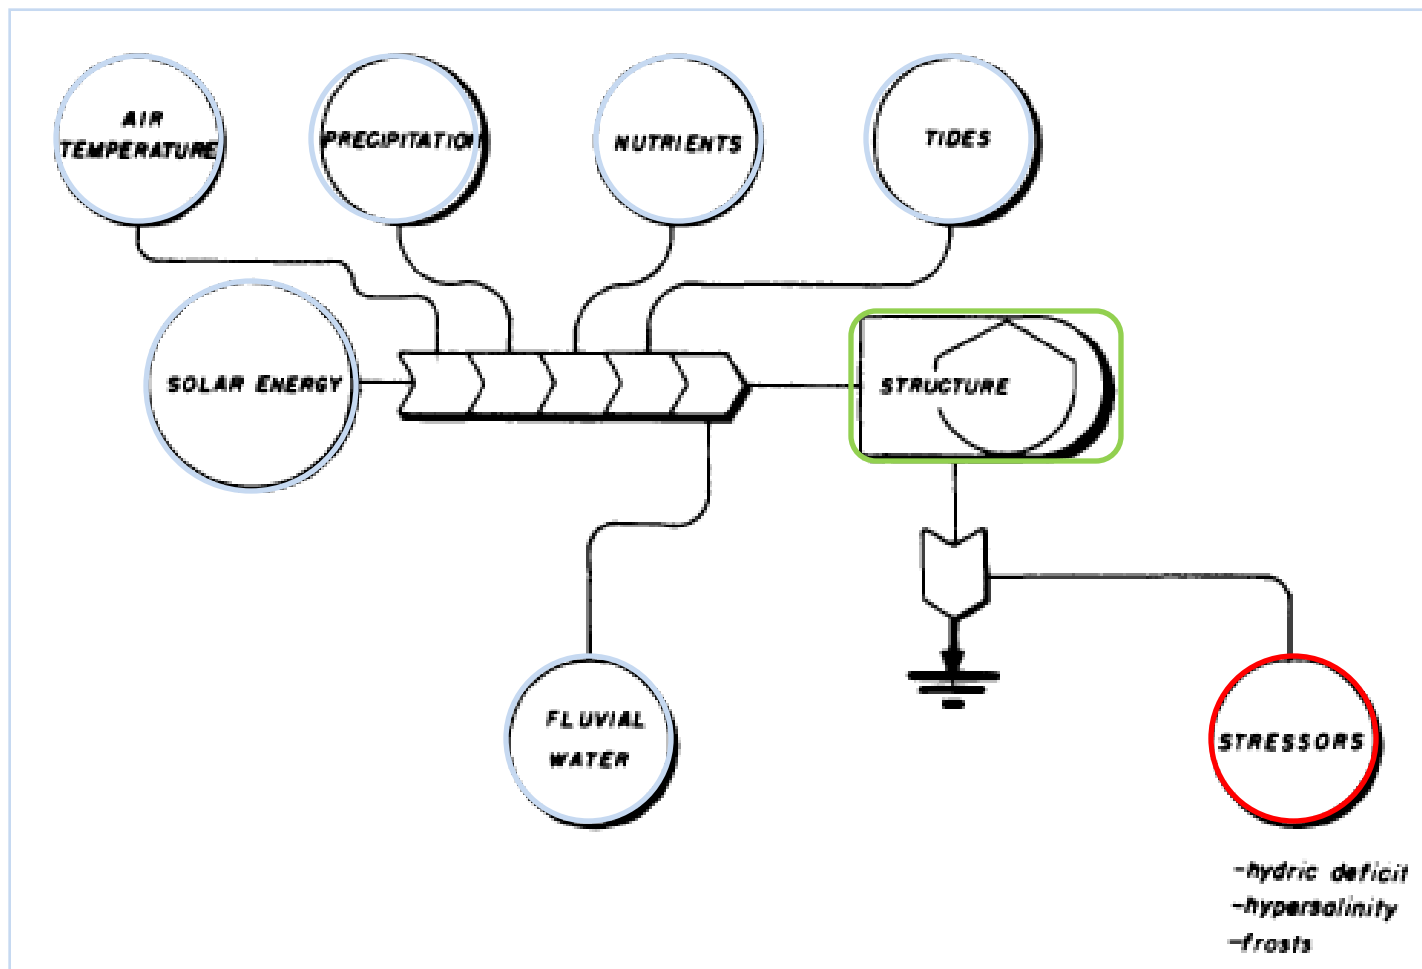 AIR
TEMPERATURE
PRECIPITATION
NUTRIENTS
TIDES
SOLAR ENERGY
STRUCTURE
FLUVIAL
WATER
STRESSORS
-hydric deficit
-hypersalinity
-frosts